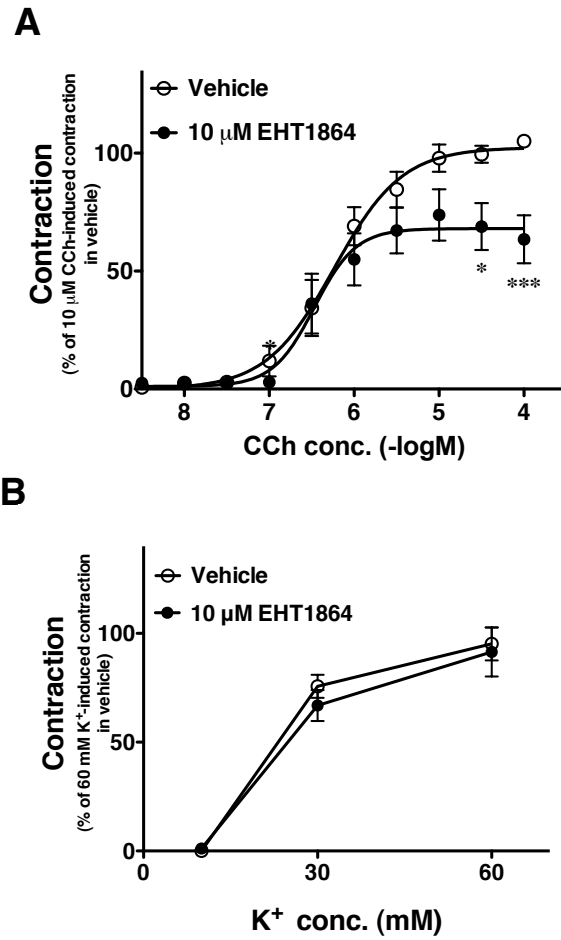 A
Vehicle
10 μM EHT1864
Contraction
(% of 10 μM CCh-induced contraction
in vehicle)
100
50
0
*
*
***
8
7
6
5
4
CCh conc. (-logM)
B
Vehicle
10 μM EHT1864
Contraction
(% of 60 mM K⁺-induced contraction
in vehicle)
100
50
0
0
30
60
K⁺ conc. (mM)